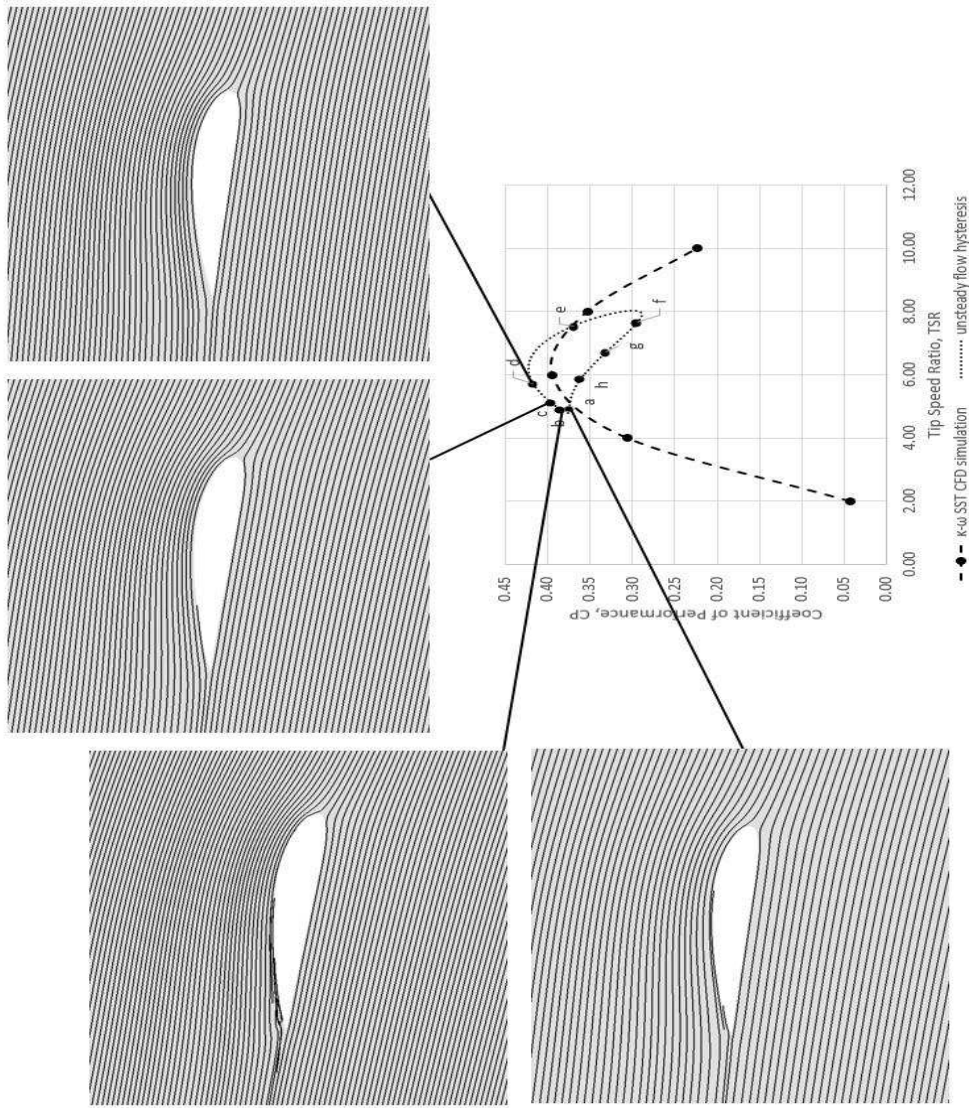 0.45
0.40
0.35
0.30
0.25
0.20
0.15
0.10
0.05
0.00
Coefficient of Performance, CP
0.00
2.00
4.00
6.00
8.00
10.00
12.00
Tip Speed Ratio, TSR
a
b
c
d
e
f
g
h
κ-ω SST CFD simulation
unsteady flow hysteresis